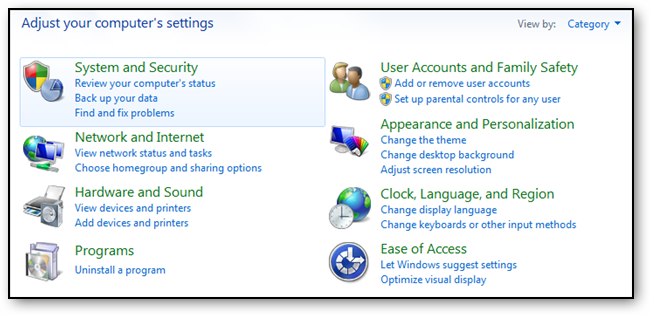 Adjust your computer's settings
View by: Category
System and Security
Review your computer's status
Back up your data
Find and fix problems
Network and Internet
View network status and tasks
Choose homegroup and sharing options
Hardware and Sound
View devices and printers
Add devices and printers
Programs
Uninstall a program
User Accounts and Family Safety
Add or remove user accounts
Set up parental controls for any user
Appearance and Personalization
Change the theme
Change desktop background
Adjust screen resolution
Clock, Language, and Region
Change display language
Change keyboards or other input methods
Ease of Access
Let Windows suggest settings
Optimize visual display